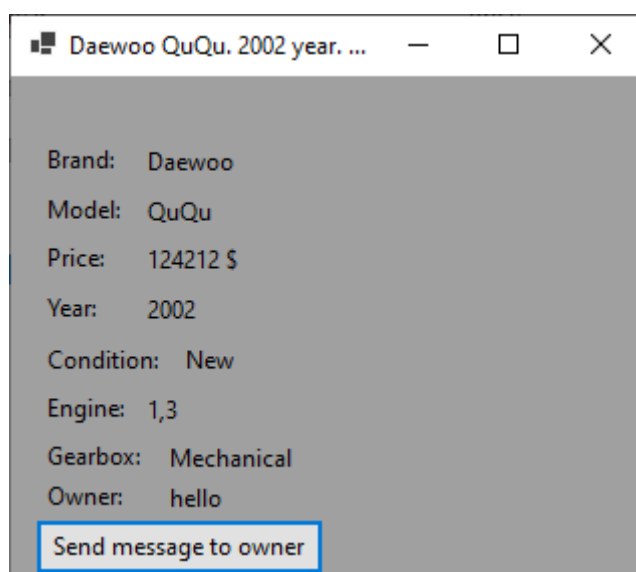 Daewoo QuQu. 2002 year. ...
Brand: Daewoo
Model: QuQu
Price: 124212 $
Year: 2002
Condition: New
Engine: 1,3
Gearbox: Mechanical
Owner: hello
Send message to owner